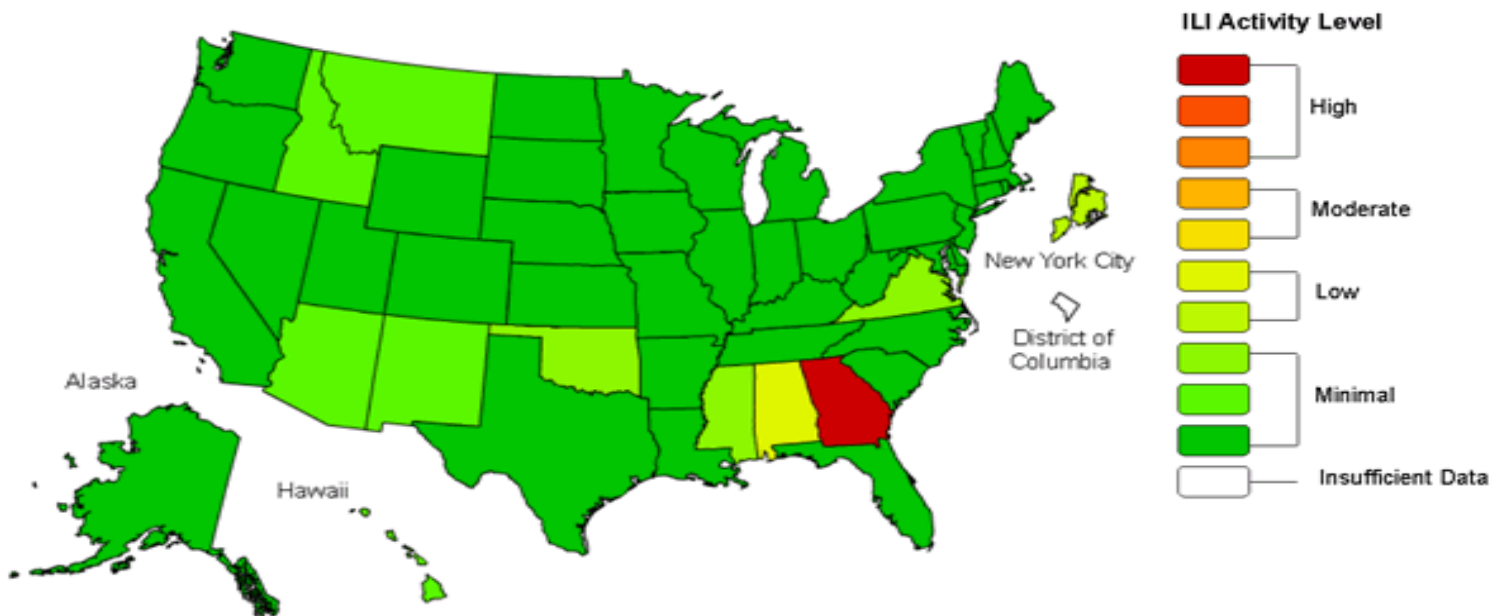 ILI Activity Level
High
Moderate
New York City
Low
District of
Columbia
Alaska
Minimal
Hawaii
Insufficient Data